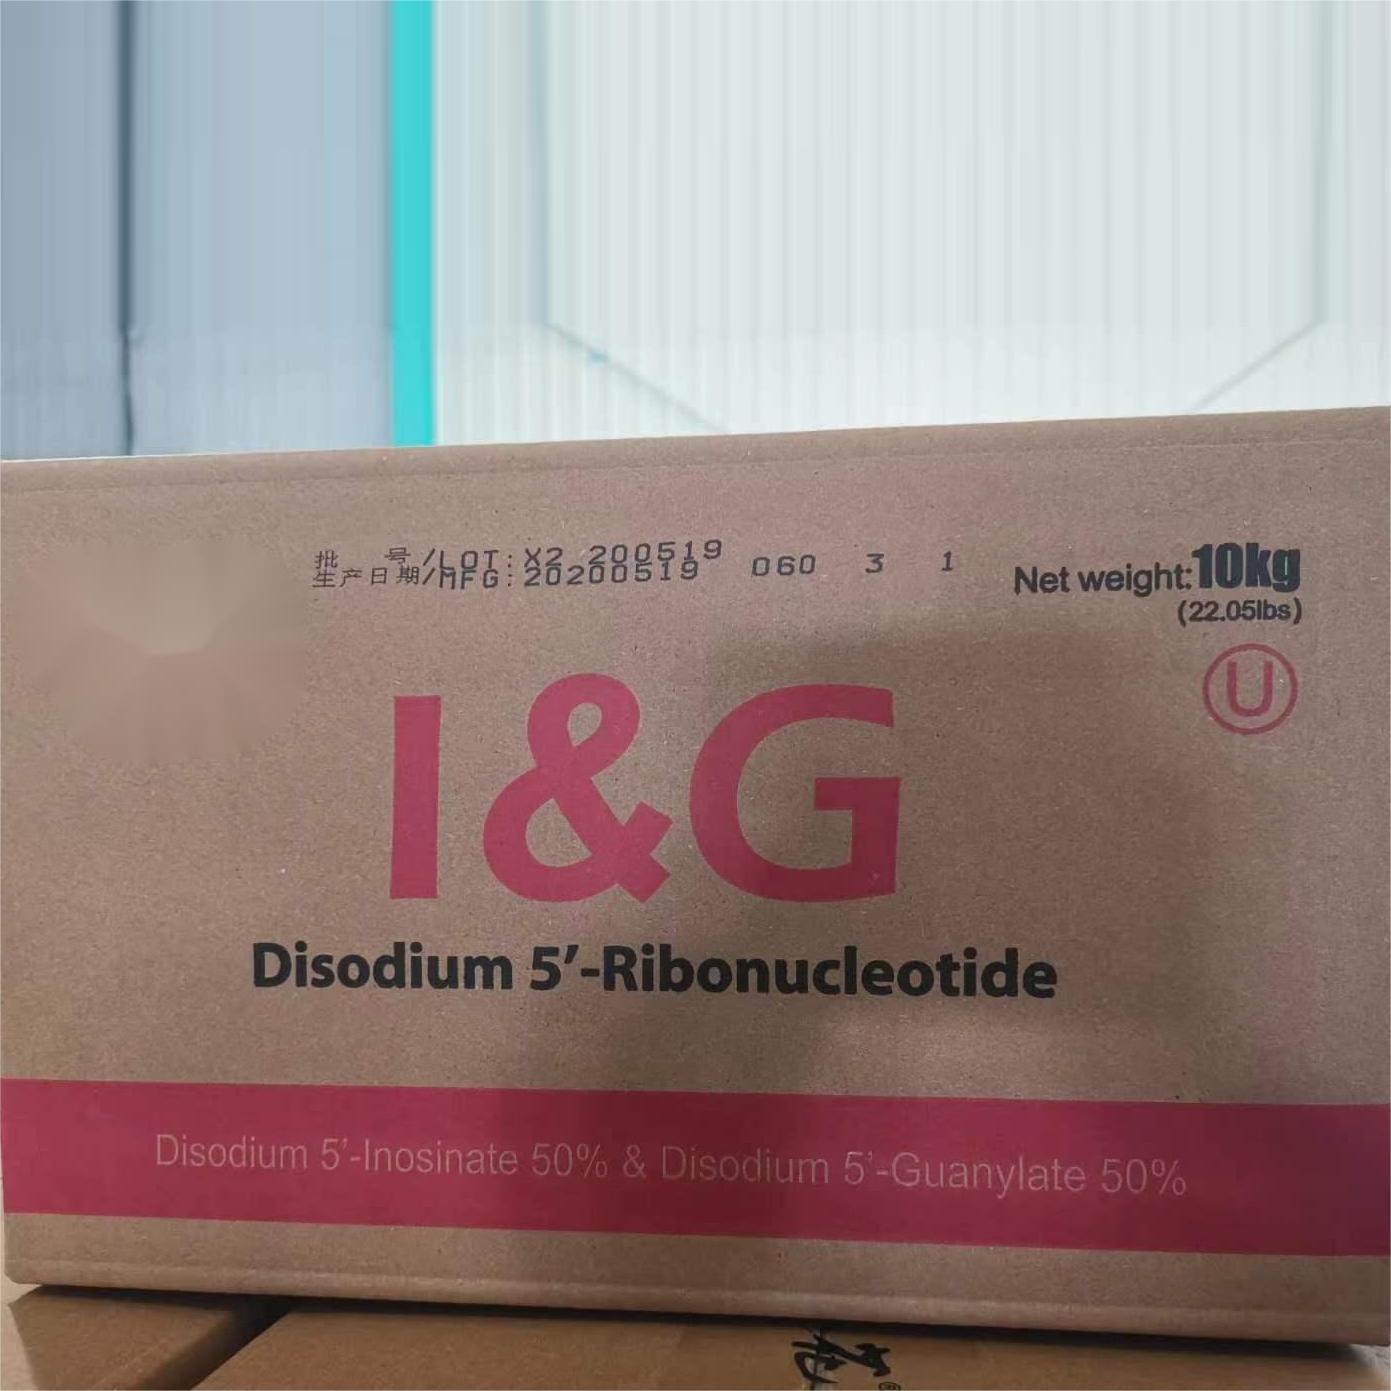 批 号/LOT:X2 200519
生产日期/MFG:20200519 060 3 1
Net weight:10kg
(22.05lbs)
U
I&G
Disodium 5'-Ribonucleotide
Disodium 5'-Inosinate 50% & Disodium 5'-Guanylate 50%